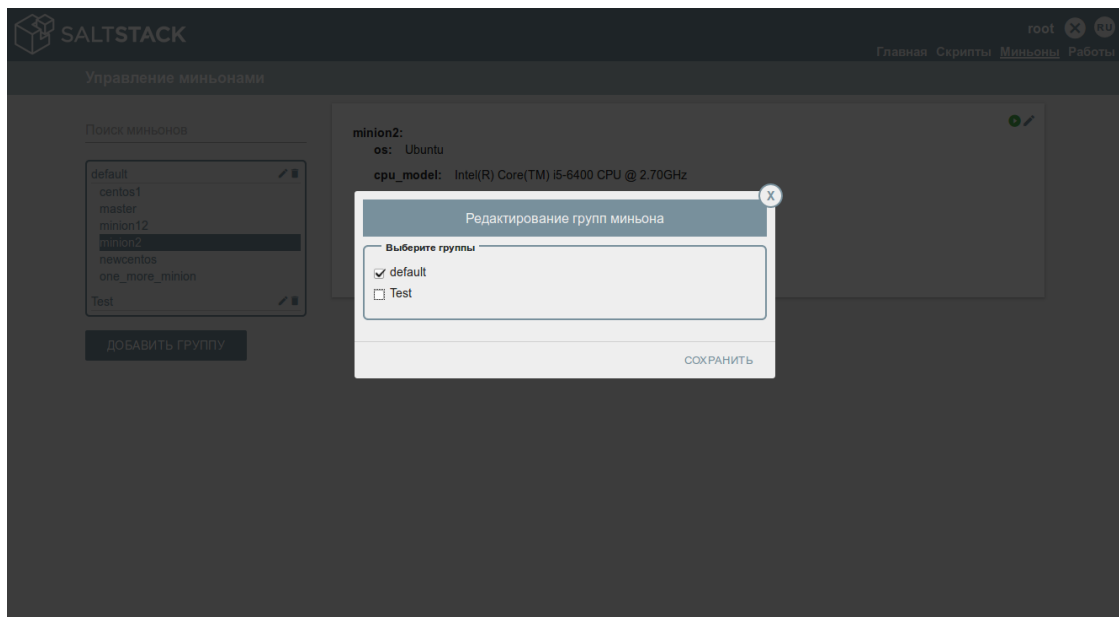 SALTSTACK
root X RU
Главная Скрипты Миньоны Работы
Управление миньонами
Поиск миньонов
default
centos1
master
minion12
minion2
newcentos
one_more_minion
Test
ДОБАВИТЬ ГРУППУ
minion2:
os: Ubuntu
cpu_model: Intel(R) Core(TM) i5-6400 CPU @ 2.70GHz
X
Редактирование групп миньона
Выберите группы
default
Test
СОХРАНИТЬ